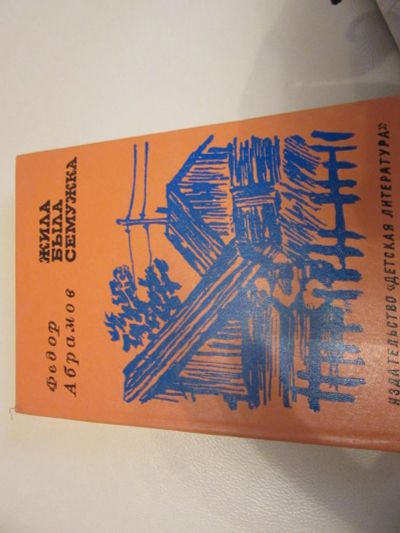 Федор
Абрамов
ЖИЛА
БЫЛА
СЕМУЖКА
ИЗДАТЕЛЬСТВО «ДЕТСКАЯ ЛИТЕРАТУРА»